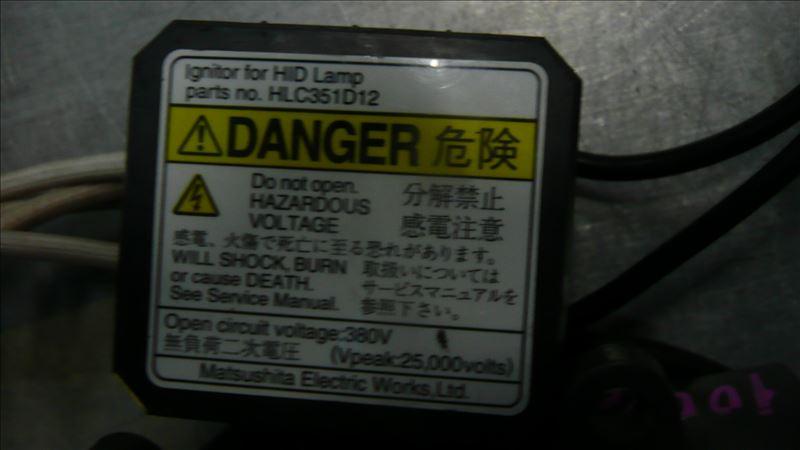 Ignitor for HID Lamp
parts no. HLC351D12
DANGER 危険
Do not open. 分解禁止
HAZARDOUS
VOLTAGE 感電注意
感電、火傷で死亡に至る恐れがあります。
WILL SHOCK, BURN 取扱いについては
or cause DEATH. サービスマニュアルを
See Service Manual. 参照下さい。
Open circuit voltage:380V
無負荷二次電圧 (Vpeak:25,000volts)
Matsushita Electric Works,Ltd.